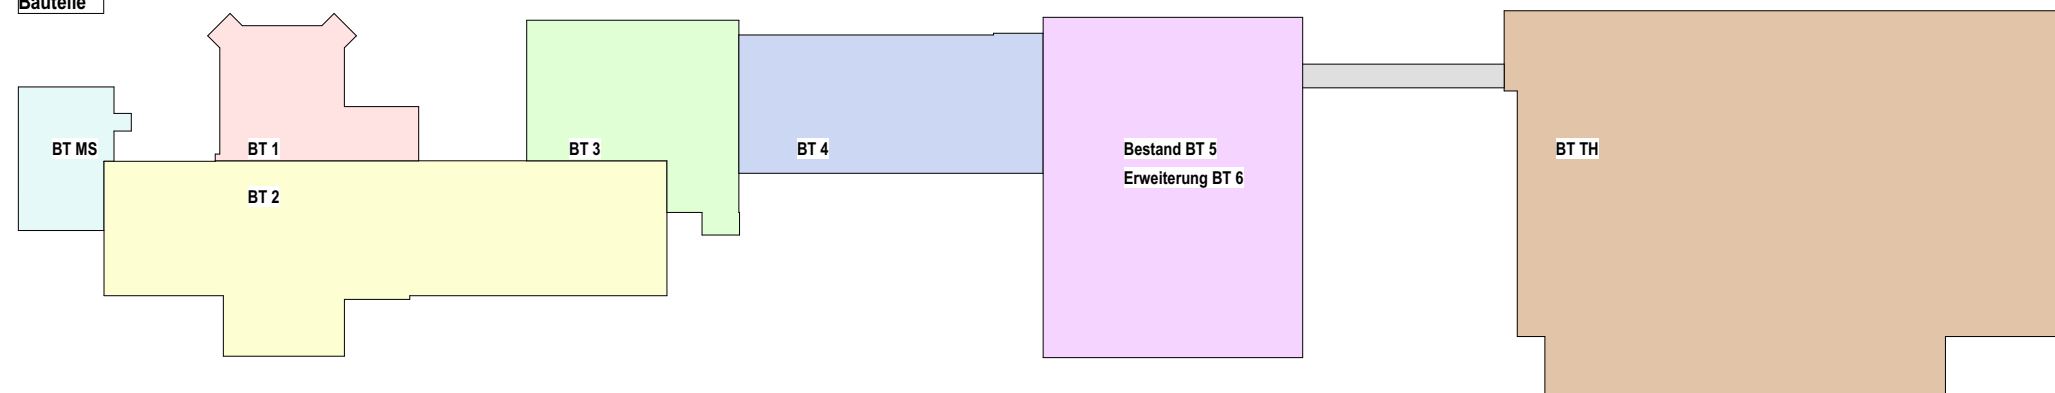 Bauteile
BT MS
BT 1
BT 3
BT 4
Bestand BT 5
BT TH
Erweiterung BT 6
BT 2